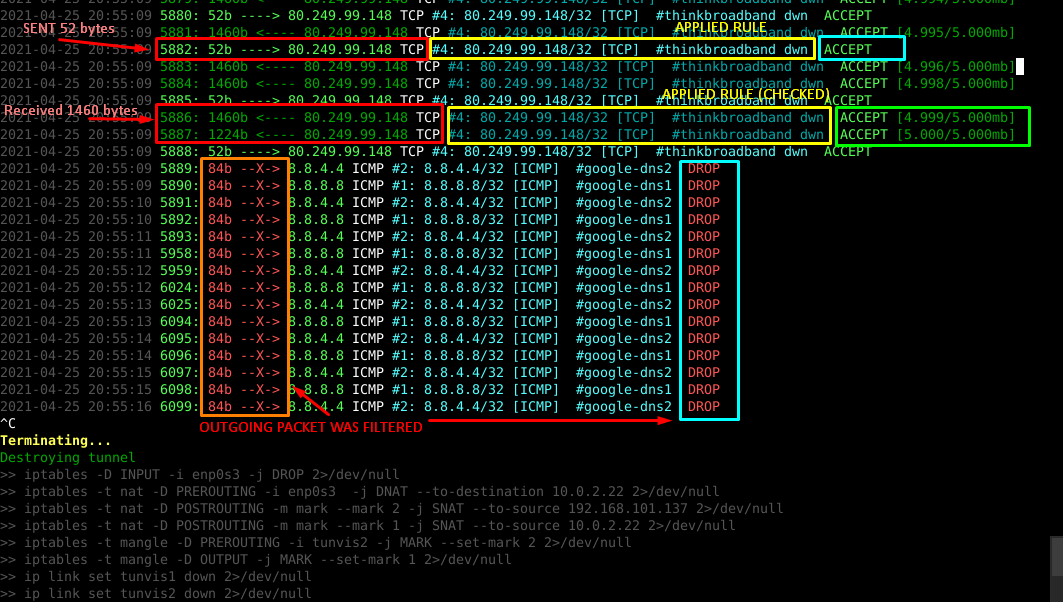 2021-04-25 20:55:09 5879: 1460b <---- 80.249.99.148 TCP #4: 80.249.99.148/32 [TCP]  #thinkbroadband dwn  ACCEPT [4.994/5.000mb]
2021-04-25 20:55:09 5880: 52b ----> 80.249.99.148 TCP #4: 80.249.99.148/32 [TCP]  #thinkbroadband dwn  ACCEPT
SENT 52 bytes
APPLIED RULE
2021-04-25 20:55:09 5881: 1460b <---- 80.249.99.148 TCP #4: 80.249.99.148/32 [TCP]  #thinkbroadband dwn  ACCEPT [4.995/5.000mb]
2021-04-25 20:55:09 5882: 52b ----> 80.249.99.148 TCP #4: 80.249.99.148/32 [TCP]  #thinkbroadband dwn  ACCEPT
2021-04-25 20:55:09 5883: 1460b <---- 80.249.99.148 TCP #4: 80.249.99.148/32 [TCP]  #thinkbroadband dwn  ACCEPT [4.996/5.000mb]
2021-04-25 20:55:09 5884: 1460b <---- 80.249.99.148 TCP #4: 80.249.99.148/32 [TCP]  #thinkbroadband dwn  ACCEPT [4.998/5.000mb]
2021-04-25 20:55:09 5885: 52b ----> 80.249.99.148 TCP #4: 80.249.99.148/32 [TCP]  #thinkbroadband dwn  ACCEPT
Received 1460 bytes
APPLIED RULE (CHECKED)
2021-04-25 20:55:09 5886: 1460b <---- 80.249.99.148 TCP #4: 80.249.99.148/32 [TCP]  #thinkbroadband dwn  ACCEPT [4.999/5.000mb]
2021-04-25 20:55:09 5887: 1224b <---- 80.249.99.148 TCP #4: 80.249.99.148/32 [TCP]  #thinkbroadband dwn  ACCEPT [5.000/5.000mb]
2021-04-25 20:55:09 5888: 52b ----> 80.249.99.148 TCP #4: 80.249.99.148/32 [TCP]  #thinkbroadband dwn  ACCEPT
2021-04-25 20:55:09 5889: 84b --X-> 8.8.4.4 ICMP #2: 8.8.4.4/32 [ICMP]  #google-dns2  DROP
2021-04-25 20:55:09 5890: 84b --X-> 8.8.8.8 ICMP #1: 8.8.8.8/32 [ICMP]  #google-dns1  DROP
2021-04-25 20:55:10 5891: 84b --X-> 8.8.4.4 ICMP #2: 8.8.4.4/32 [ICMP]  #google-dns2  DROP
2021-04-25 20:55:10 5892: 84b --X-> 8.8.8.8 ICMP #1: 8.8.8.8/32 [ICMP]  #google-dns1  DROP
2021-04-25 20:55:11 5893: 84b --X-> 8.8.4.4 ICMP #2: 8.8.4.4/32 [ICMP]  #google-dns2  DROP
2021-04-25 20:55:11 5958: 84b --X-> 8.8.8.8 ICMP #1: 8.8.8.8/32 [ICMP]  #google-dns1  DROP
2021-04-25 20:55:12 5959: 84b --X-> 8.8.4.4 ICMP #2: 8.8.4.4/32 [ICMP]  #google-dns2  DROP
2021-04-25 20:55:12 6024: 84b --X-> 8.8.8.8 ICMP #1: 8.8.8.8/32 [ICMP]  #google-dns1  DROP
2021-04-25 20:55:13 6025: 84b --X-> 8.8.4.4 ICMP #2: 8.8.4.4/32 [ICMP]  #google-dns2  DROP
2021-04-25 20:55:13 6094: 84b --X-> 8.8.8.8 ICMP #1: 8.8.8.8/32 [ICMP]  #google-dns1  DROP
2021-04-25 20:55:14 6095: 84b --X-> 8.8.4.4 ICMP #2: 8.8.4.4/32 [ICMP]  #google-dns2  DROP
2021-04-25 20:55:14 6096: 84b --X-> 8.8.8.8 ICMP #1: 8.8.8.8/32 [ICMP]  #google-dns1  DROP
2021-04-25 20:55:15 6097: 84b --X-> 8.8.4.4 ICMP #2: 8.8.4.4/32 [ICMP]  #google-dns2  DROP
2021-04-25 20:55:15 6098: 84b --X-> 8.8.8.8 ICMP #1: 8.8.8.8/32 [ICMP]  #google-dns1  DROP
2021-04-25 20:55:16 6099: 84b --X-> 8.8.4.4 ICMP #2: 8.8.4.4/32 [ICMP]  #google-dns2  DROP
^C
OUTGOING PACKET WAS FILTERED
Terminating...
Destroying tunnel
>> iptables -D INPUT -i enp0s3 -j DROP 2>/dev/null
>> iptables -t nat -D PREROUTING -i enp0s3  -j DNAT --to-destination 10.0.2.22 2>/dev/null
>> iptables -t nat -D POSTROUTING -m mark --mark 2 -j SNAT --to-source 192.168.101.137 2>/dev/null
>> iptables -t nat -D POSTROUTING -m mark --mark 1 -j SNAT --to-source 10.0.2.22 2>/dev/null
>> iptables -t mangle -D PREROUTING -i tunvis2 -j MARK --set-mark 2 2>/dev/null
>> iptables -t mangle -D OUTPUT -j MARK --set-mark 1 2>/dev/null
>> ip link set tunvis1 down 2>/dev/null
>> ip link set tunvis2 down 2>/dev/null